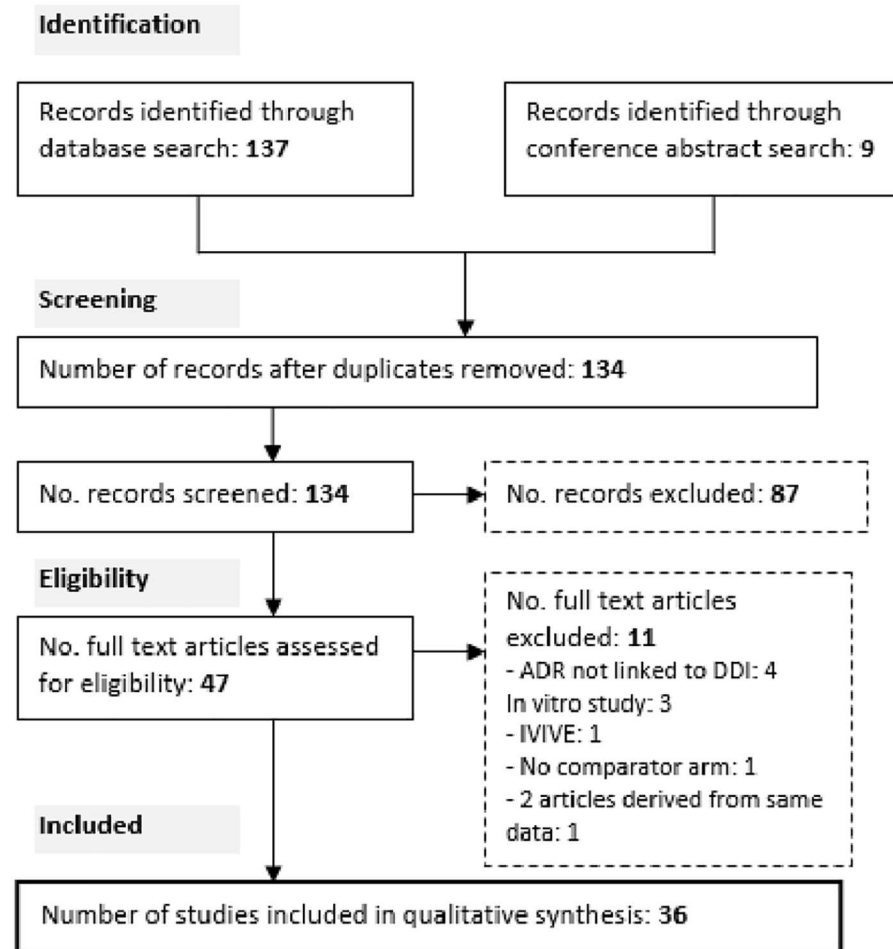 Identification
Records identified through
database search: 137
Records identified through
conference abstract search: 9
Screening
Number of records after duplicates removed: 134
No. records screened: 134
No. records excluded: 87
Eligibility
No. full text articles assessed
for eligibility: 47
No. full text articles
excluded: 11
- ADR not linked to DDI: 4
In vitro study: 3
- IVIVE: 1
- No comparator arm: 1
- 2 articles derived from same
data: 1
Included
Number of studies included in qualitative synthesis: 36